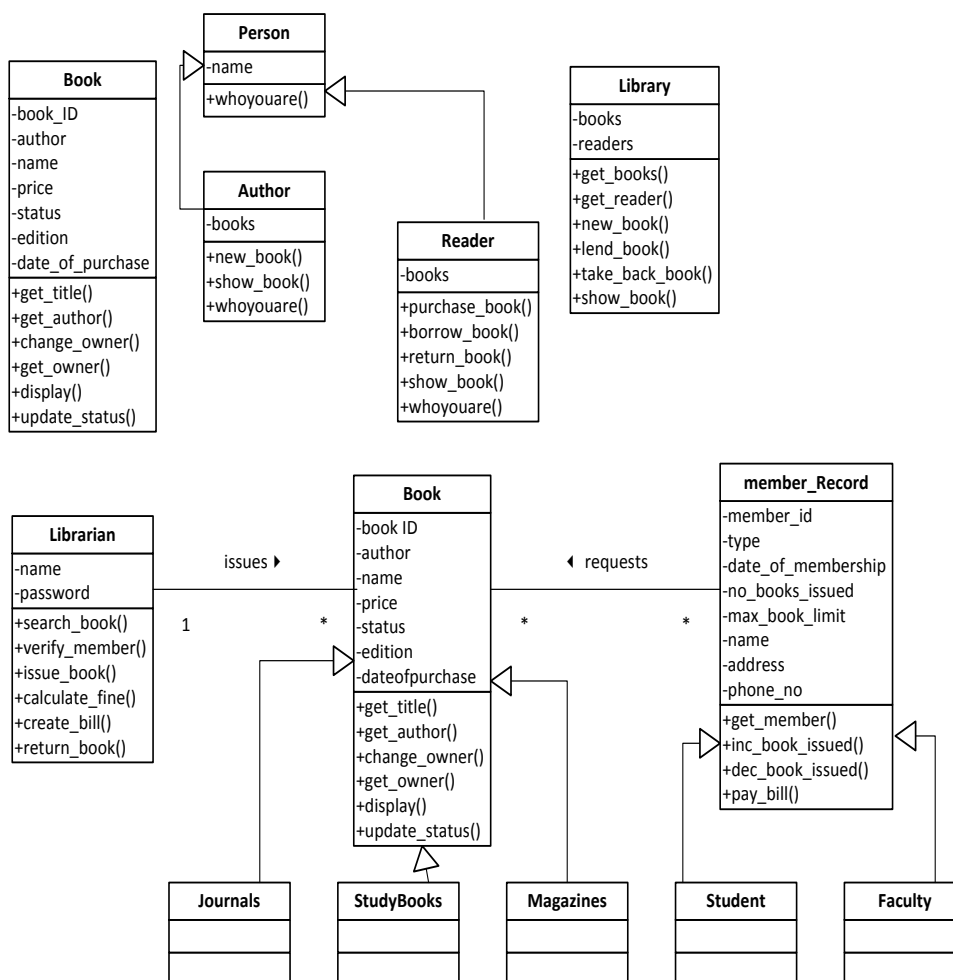 Person
-name
+whoyouare()
Book
-book_ID
-author
-name
-price
-status
-edition
-date_of_purchase
+get_title()
+get_author()
+change_owner()
+get_owner()
+display()
+update_status()
Author
-books
+new_book()
+show_book()
+whoyouare()
Reader
-books
+purchase_book()
+borrow_book()
+return_book()
+show_book()
+whoyouare()
Library
-books
-readers
+get_books()
+get_reader()
+new_book()
+lend_book()
+take_back_book()
+show_book()
Librarian
-name
-password
+search_book()
+verify_member()
+issue_book()
+calculate_fine()
+create_bill()
+return_book()
issues
1
*
Book
-book ID
-author
-name
-price
-status
-edition
-dateofpurchase
+get_title()
+get_author()
+change_owner()
+get_owner()
+display()
+update_status()
requests
*
*
member_Record
-member_id
-type
-date_of_membership
-no_books_issued
-max_book_limit
-name
-address
-phone_no
+get_member()
+inc_book_issued()
+dec_book_issued()
+pay_bill()
Journals
StudyBooks
Magazines
Student
Faculty